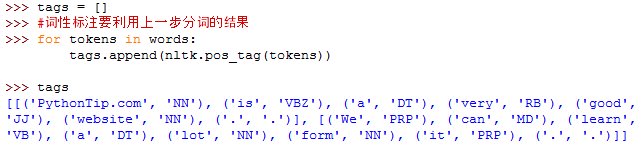 >>> tags = []
>>> #词性标注要利用上一步分词的结果
>>> for tokens in words:
        tags.append(nltk.pos_tag(tokens))
>>> tags
[[('PythonTip.com', 'NN'), ('is', 'VBZ'), ('a', 'DT'), ('very', 'RB'), ('good',
'JJ'), ('website', 'NN'), ('.', '.')], [('We', 'PRP'), ('can', 'MD'), ('learn',
'VB'), ('a', 'DT'), ('lot', 'NN'), ('form', 'NN'), ('it', 'PRP'), ('.', '.')]]